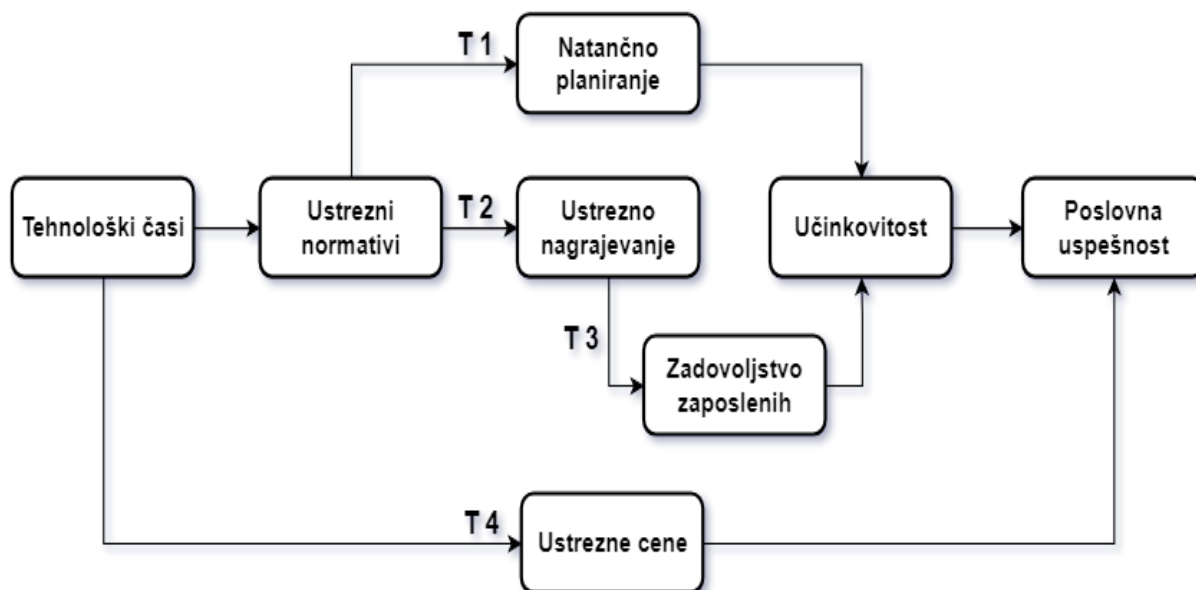 T 1
Natančno
planiranje
Tehnološki časi
Ustrezni
normativi
T 2
Ustrezno
nagrajevanje
Učinkovitost
Poslovna
uspešnost
T 3
Zadovoljstvo
zaposlenih
T 4
Ustrezne cene